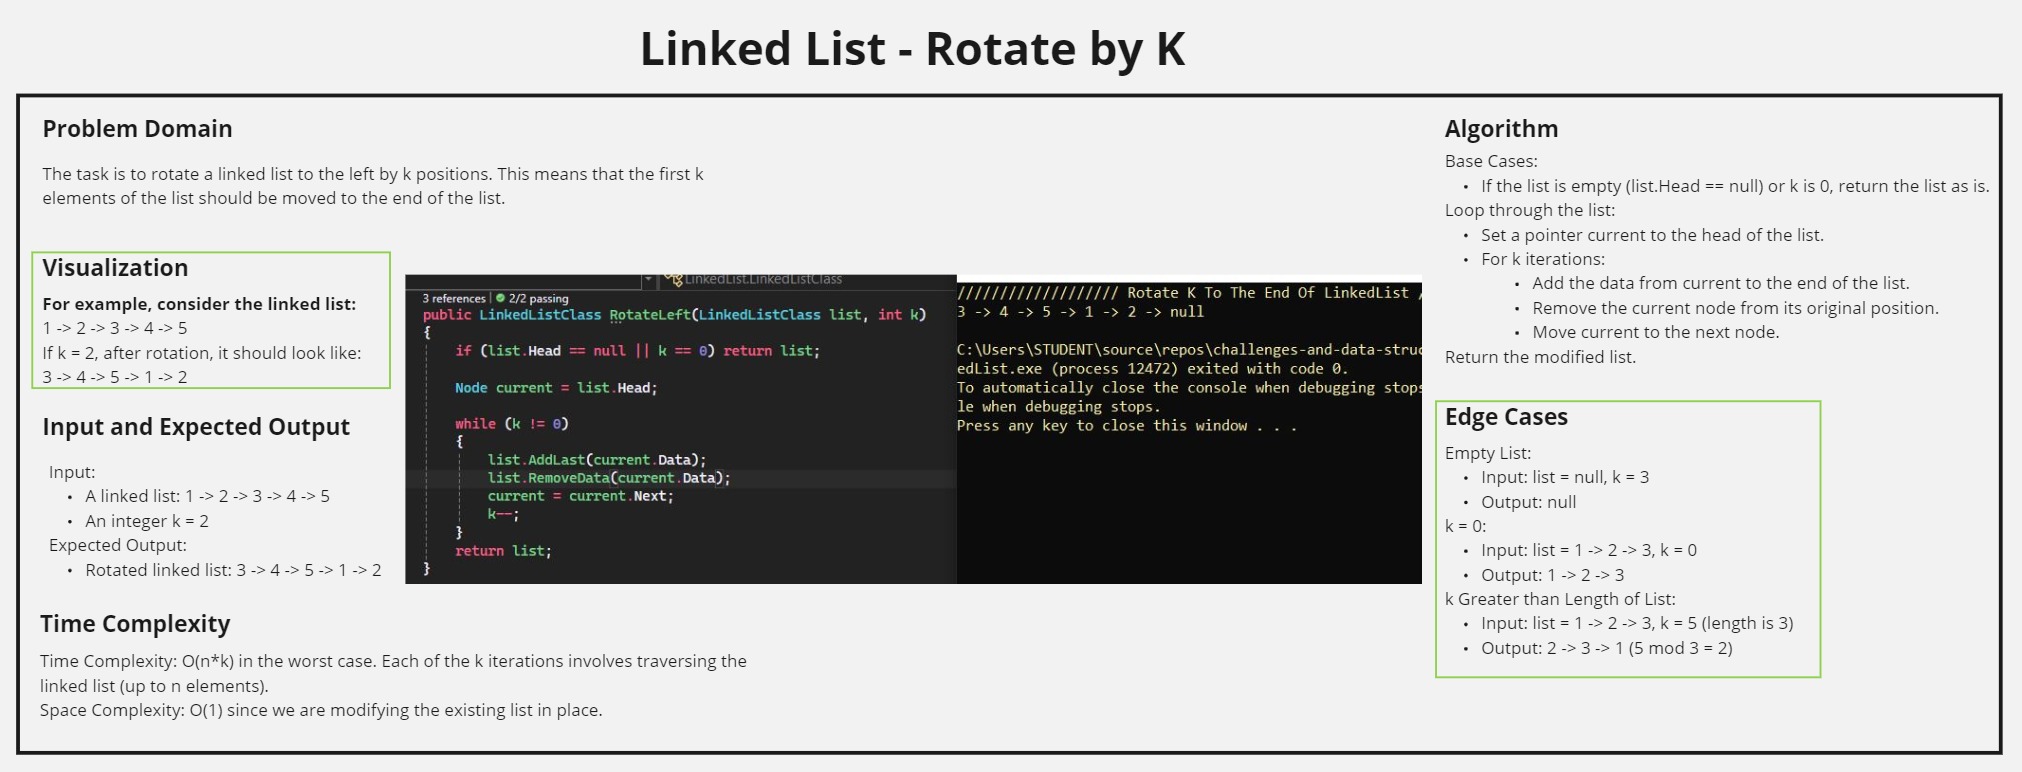 Linked List - Rotate by K
Problem Domain
The task is to rotate a linked list to the left by k positions. This means that the first k
elements of the list should be moved to the end of the list.
Visualization
For example, consider the linked list:
1 -> 2 -> 3 -> 4 -> 5
If k = 2, after rotation, it should look like:
3 -> 4 -> 5 -> 1 -> 2
Input and Expected Output
Input:
• A linked list: 1 -> 2 -> 3 -> 4 -> 5
• An integer k = 2
Expected Output:
• Rotated linked list: 3 -> 4 -> 5 -> 1 -> 2
Time Complexity
Time Complexity: O(n*k) in the worst case. Each of the k iterations involves traversing the
linked list (up to n elements).
Space Complexity: O(1) since we are modifying the existing list in place.
LinkedList.LinkedListClass
3 references | 2/2 passing
public LinkedListClass RotateLeft(LinkedListClass list, int k)
{
if (list.Head == null || k == 0) return list;
Node current = list.Head;
while (k != 0)
{
list.AddLast(current.Data);
list.RemoveData(current.Data);
current = current.Next;
k--;
}
return list;
}
/////////////////// Rotate K To The End Of LinkedList /
3 -> 4 -> 5 -> 1 -> 2 -> null
C:\Users\STUDENT\source\repos\challenges-and-data-struc
edList.exe (process 12472) exited with code 0.
To automatically close the console when debugging stops
le when debugging stops.
Press any key to close this window . . .
Algorithm
Base Cases:
• If the list is empty (list.Head == null) or k is 0, return the list as is.
Loop through the list:
• Set a pointer current to the head of the list.
• For k iterations:
• Add the data from current to the end of the list.
• Remove the current node from its original position.
• Move current to the next node.
Return the modified list.
Edge Cases
Empty List:
• Input: list = null, k = 3
• Output: null
k = 0:
• Input: list = 1 -> 2 -> 3, k = 0
• Output: 1 -> 2 -> 3
k Greater than Length of List:
• Input: list = 1 -> 2 -> 3, k = 5 (length is 3)
• Output: 2 -> 3 -> 1 (5 mod 3 = 2)